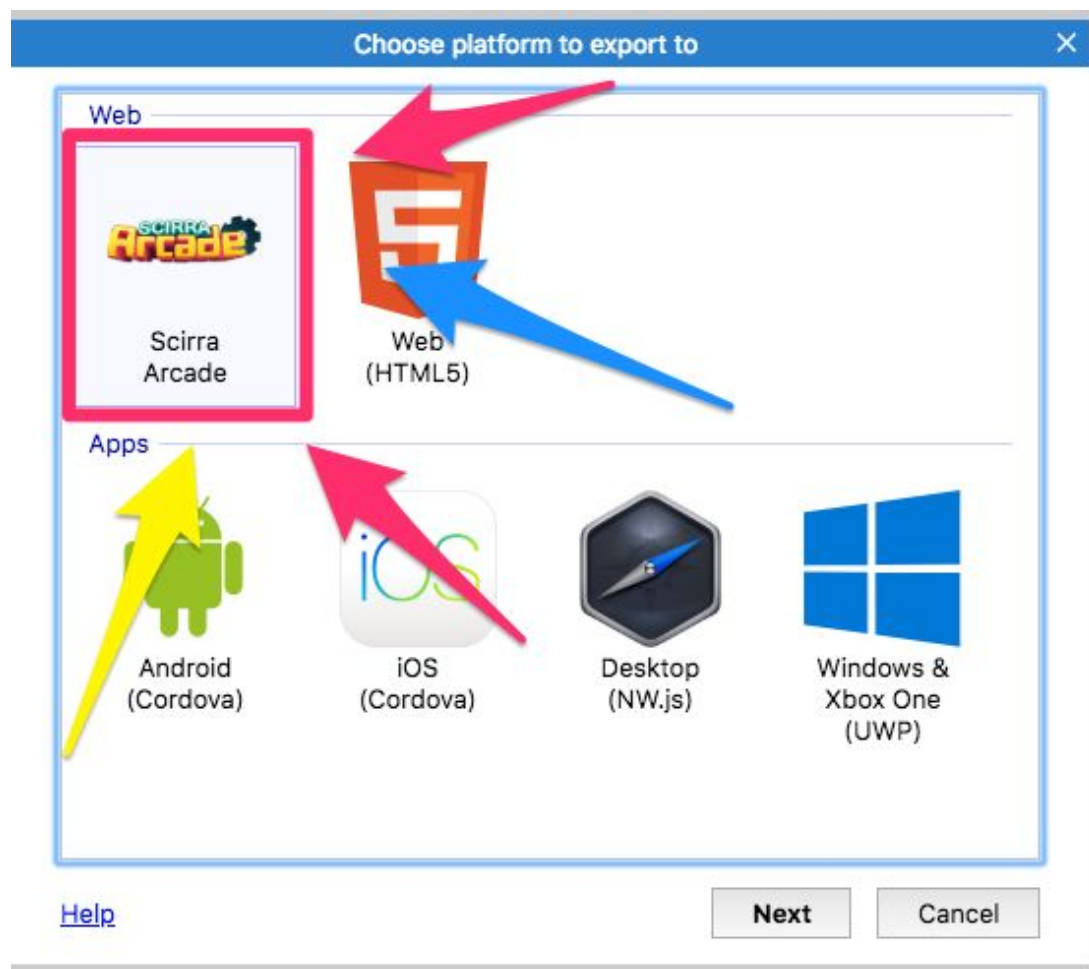 Choose platform to export to
Web
SCIRRA
Arcade
Scirra
Arcade
Web
(HTML5)
Apps
iOS
Android
(Cordova)
iOS
(Cordova)
Desktop
(NW.js)
Windows &
Xbox One
(UWP)
Help
Next
Cancel